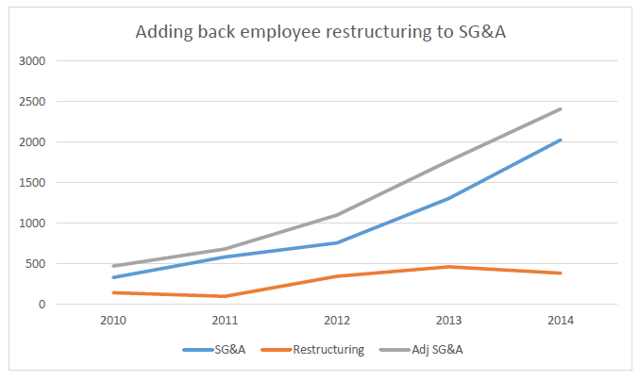 Adding back employee restructuring to SG&A
3000
2500
2000
1500
1000
500
0
2010 2011 2012 2013 2014
SG&A Restructuring Adj SG&A